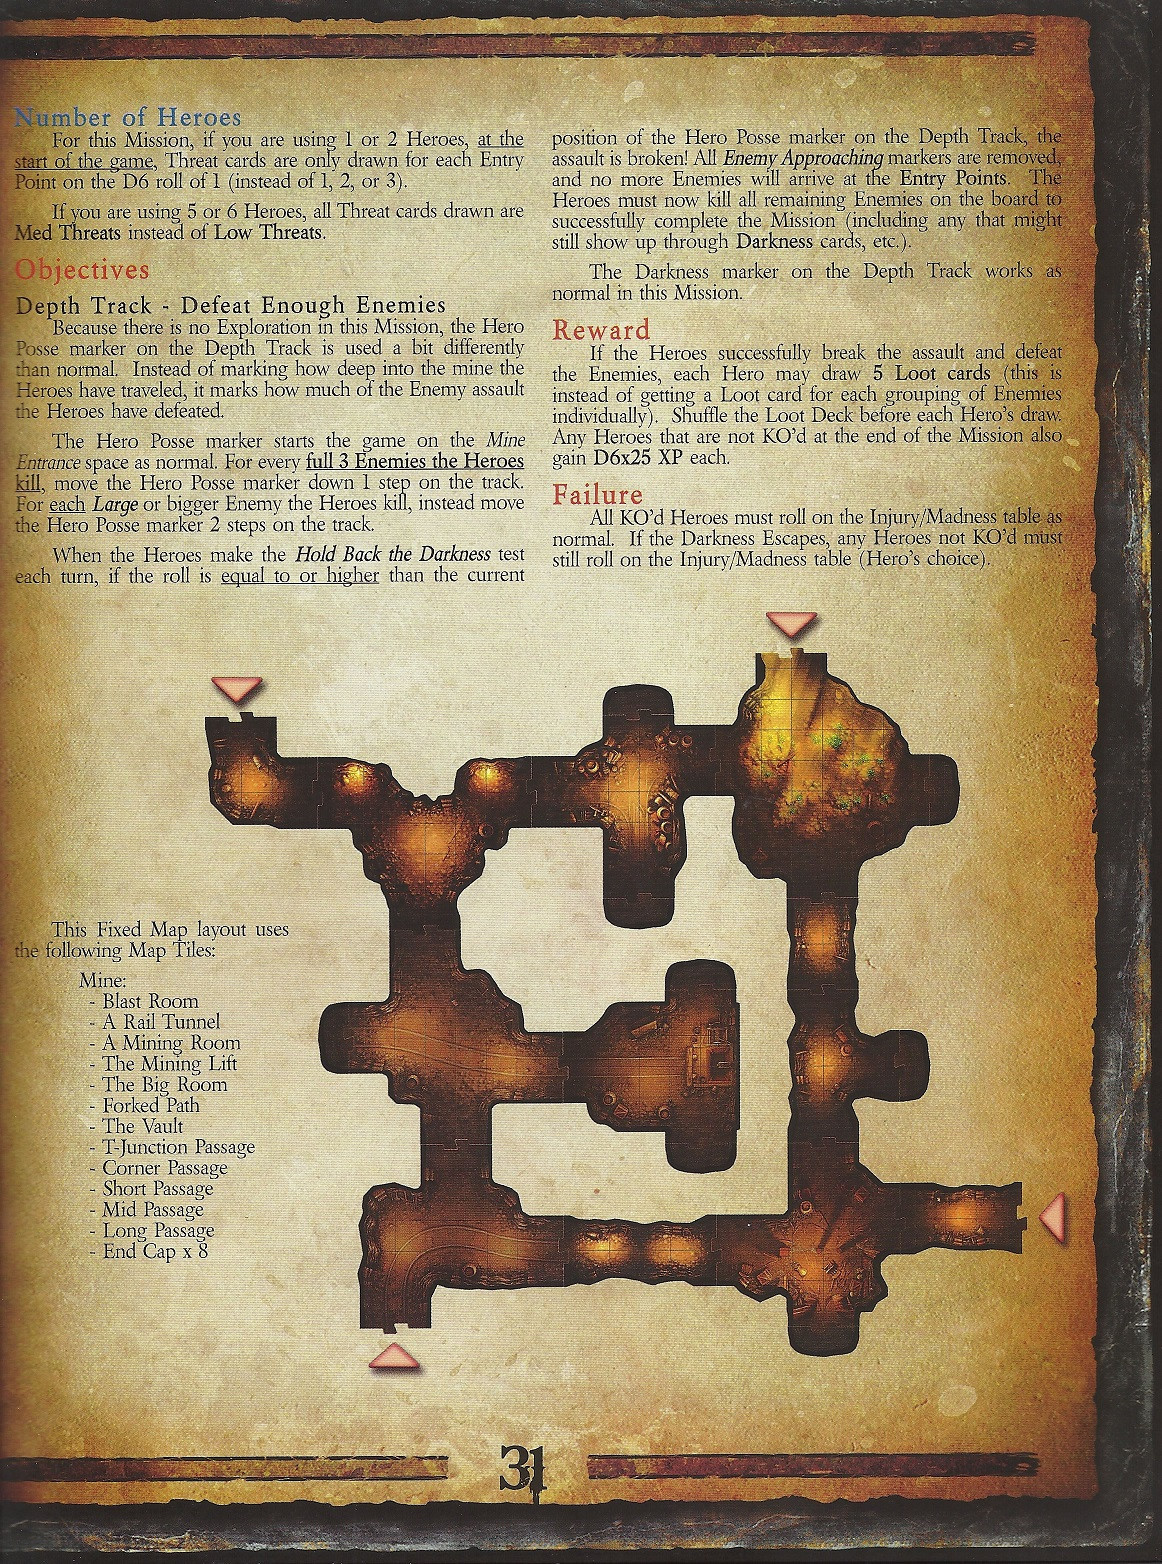 Number of Heroes
For this Mission, if you are using 1 or 2 Heroes, at the
start of the game, Threat cards are only drawn for each Entry
Point on the D6 roll of 1 (instead of 1, 2, or 3).
If you are using 5 or 6 Heroes, all Threat cards drawn are
Med Threats instead of Low Threats.
Objectives
Depth Track - Defeat Enough Enemies
Because there is no Exploration in this Mission, the Hero
Posse marker on the Depth Track is used a bit differently
than normal. Instead of marking how deep into the mine the
Heroes have traveled, it marks how much of the Enemy assault
the Heroes have defeated.
The Hero Posse marker starts the game on the Mine
Entrance space as normal. For every full 3 Enemies the Heroes
kill, move the Hero Posse marker down 1 step on the track.
For each Large or bigger Enemy the Heroes kill, instead move
the Hero Posse marker 2 steps on the track.
When the Heroes make the Hold Back the Darkness test
each turn, if the roll is equal to or higher than the current
position of the Hero Posse marker on the Depth Track, the
assault is broken! All Enemy Approaching markers are removed,
and no more Enemies will arrive at the Entry Points. The
Heroes must now kill all remaining Enemies on the board to
successfully complete the Mission (including any that might
still show up through Darkness cards, etc.).
The Darkness marker on the Depth Track works as
normal in this Mission.
Reward
If the Heroes successfully break the assault and defeat
the Enemies, each Hero may draw 5 Loot cards (this is
instead of getting a Loot card for each grouping of Enemies
individually). Shuffle the Loot Deck before each Hero's draw.
Any Heroes that are not KO'd at the end of the Mission also
gain D6x25 XP each.
Failure
All KO'd Heroes must roll on the Injury/Madness table as
normal. If the Darkness Escapes, any Heroes not KO'd must
still roll on the Injury/Madness table (Hero's choice).
This Fixed Map layout uses
the following Map Tiles:
Mine:
- Blast Room
- A Rail Tunnel
- A Mining Room
- The Mining Lift
- The Big Room
- Forked Path
- The Vault
- T-Junction Passage
- Corner Passage
- Short Passage
- Mid Passage
- Long Passage
- End Cap x 8
31